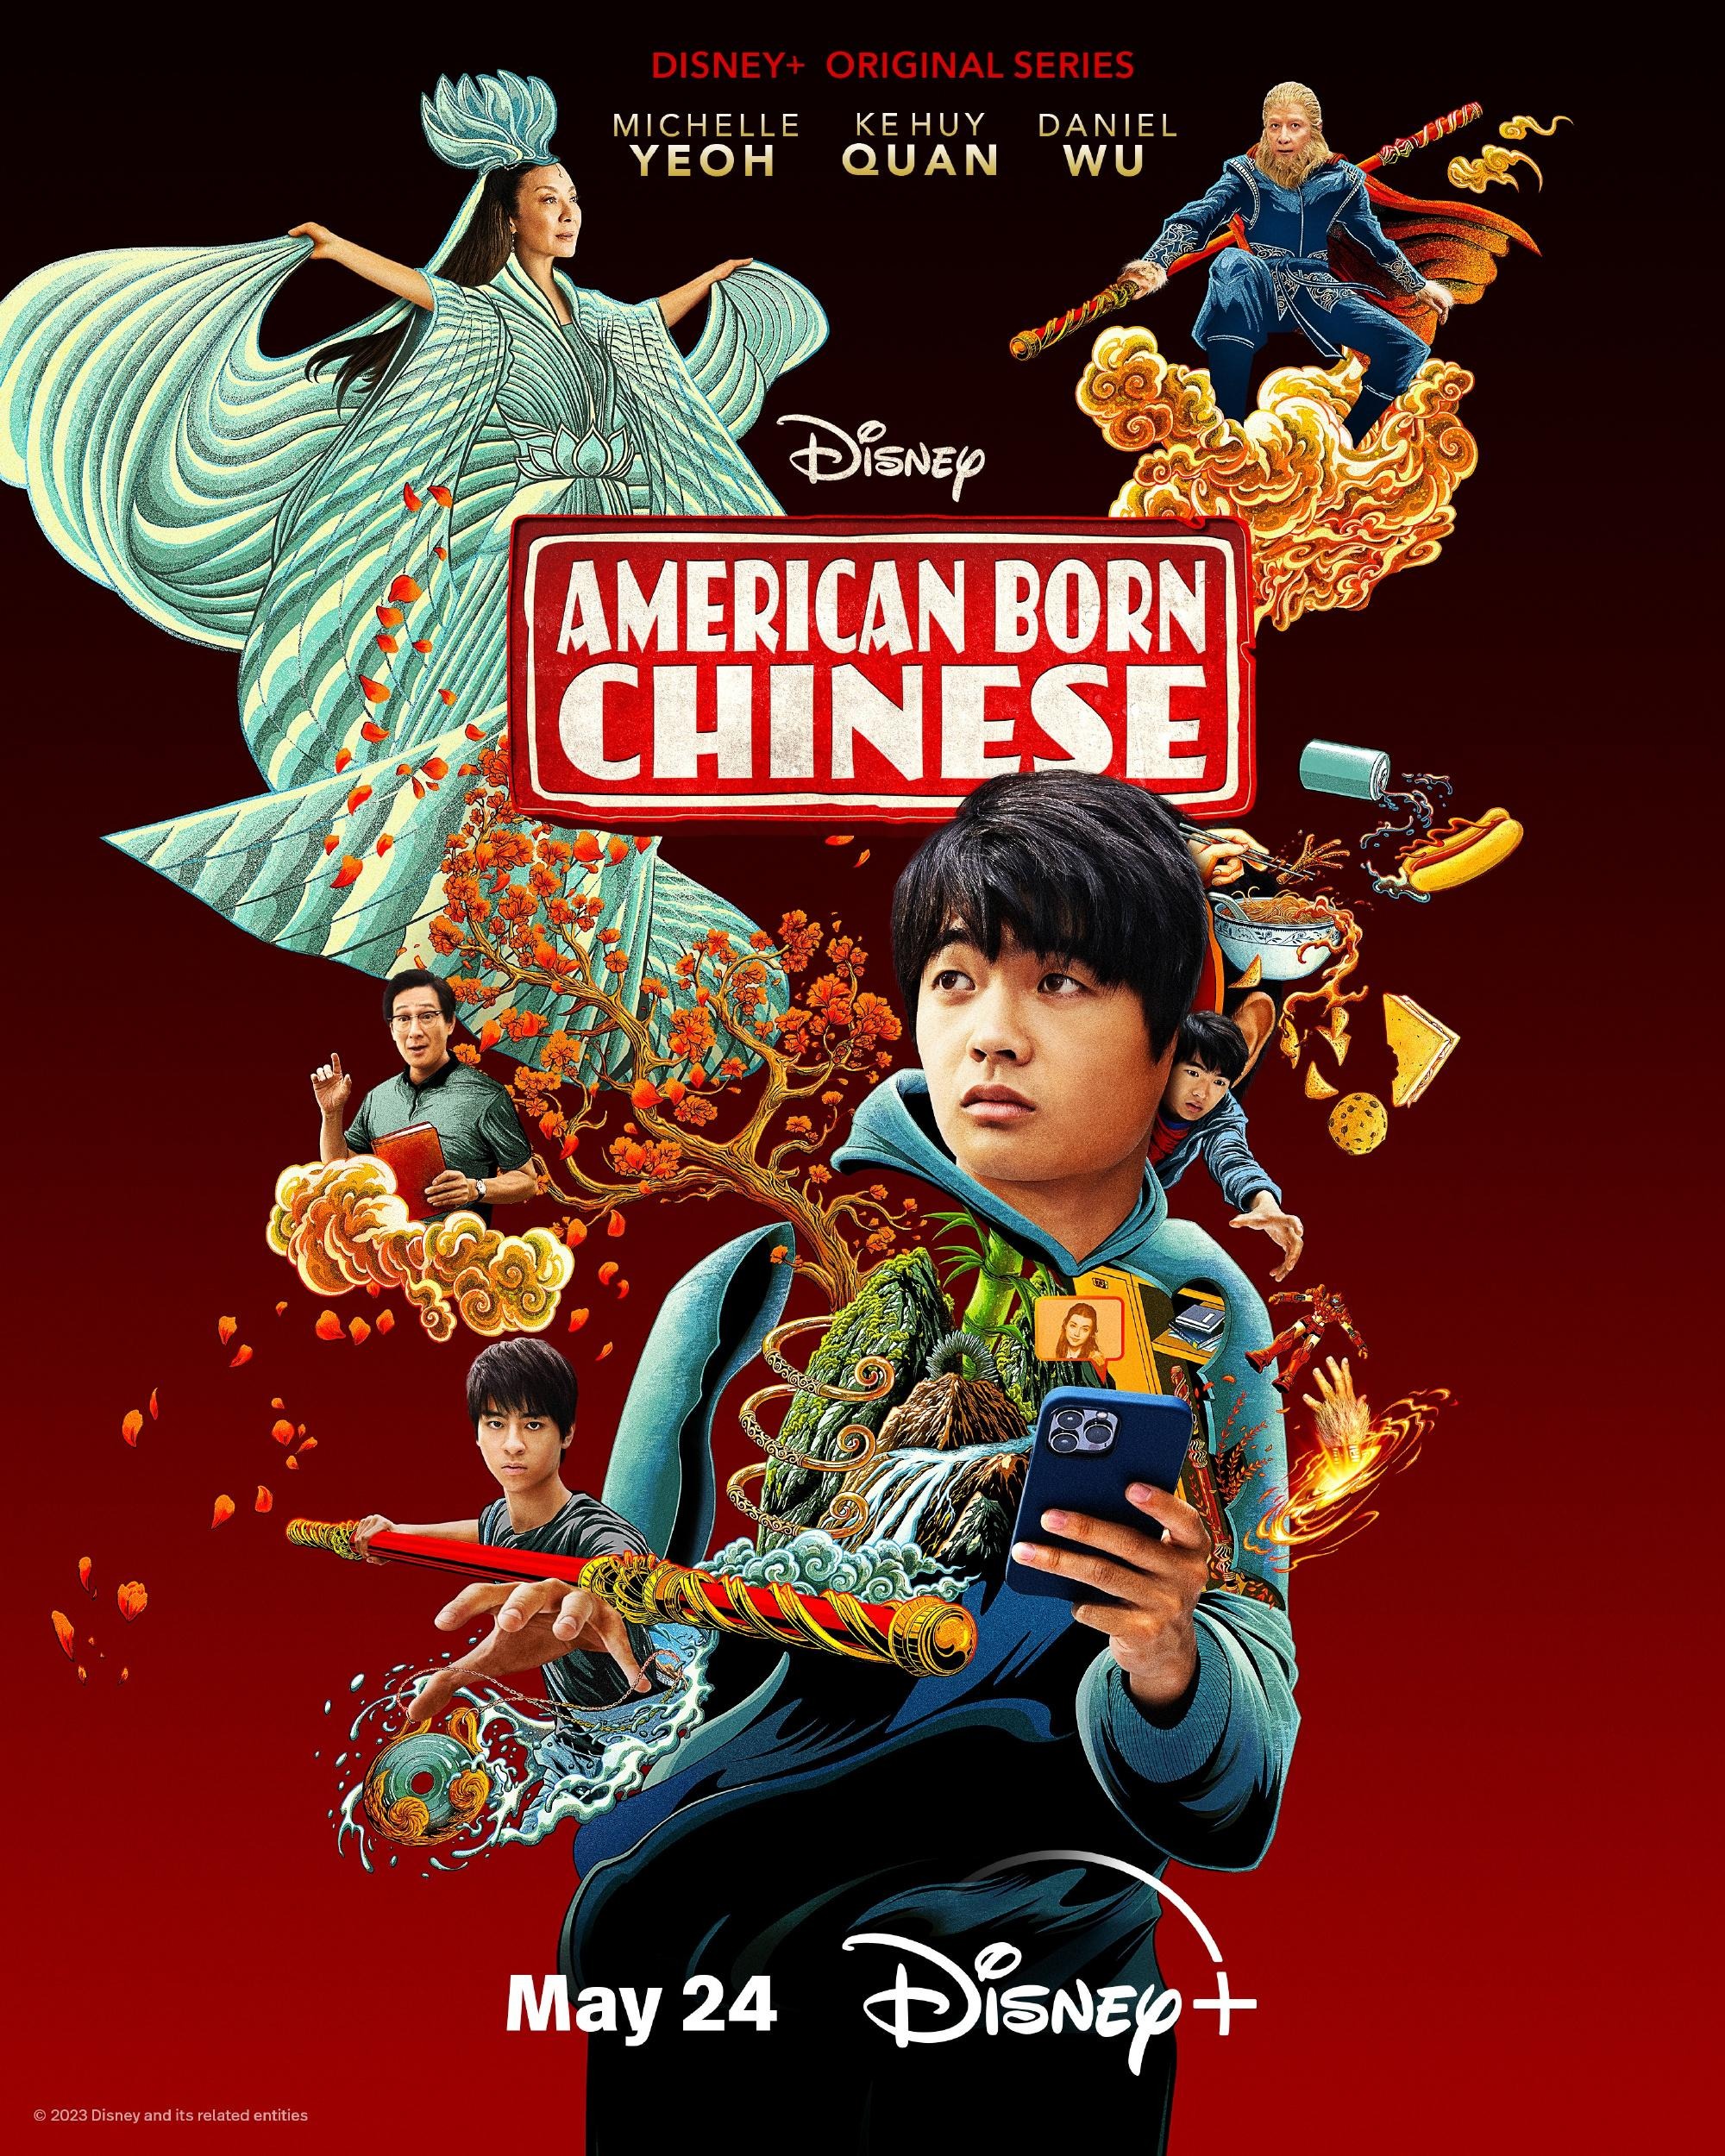 DISNEY+ ORIGINAL SERIES
MICHELLE YEOH
KE HUY QUAN
DANIEL WU
Disney
AMERICAN BORN
CHINESE
May 24 Disney+
© 2023 Disney and its related entities